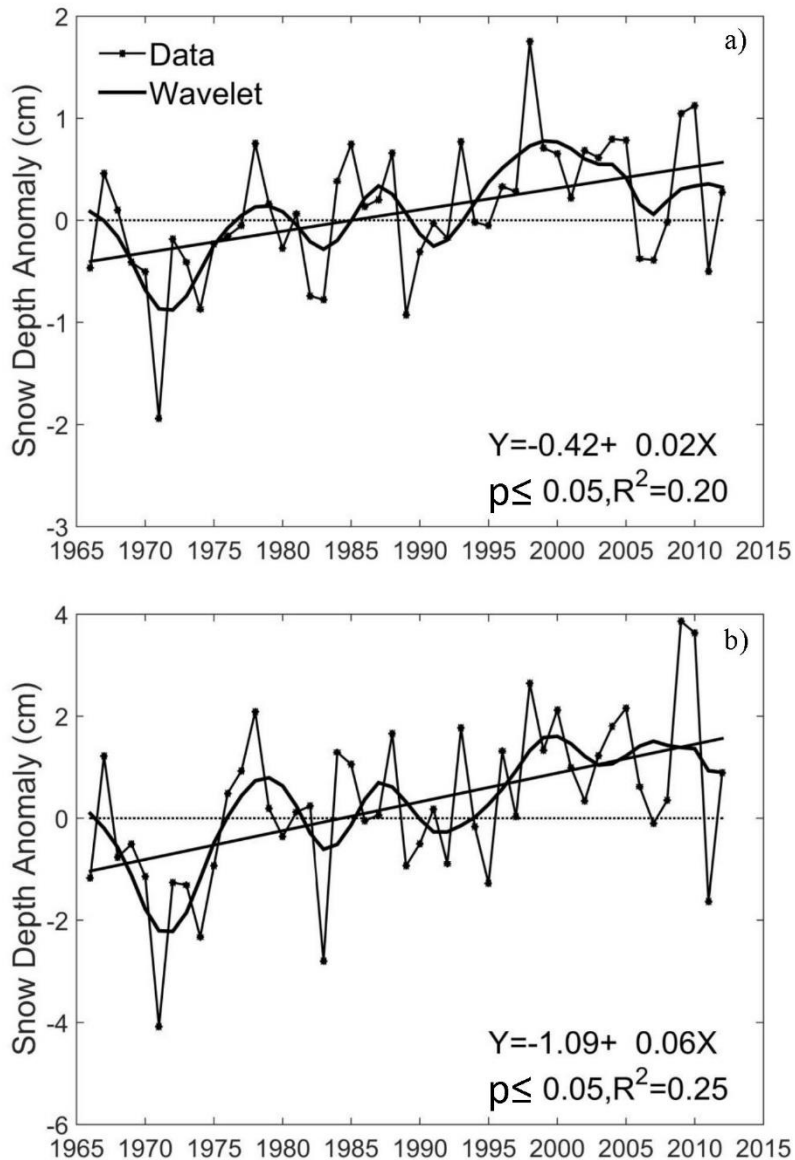 a)
Data
Wavelet
Snow Depth Anomaly (cm)
2
1
0
-1
-2
-3
Y=-0.42+ 0.02X
p≤ 0.05,R²=0.20
1965 1970 1975 1980 1985 1990 1995 2000 2005 2010 2015
b)
Snow Depth Anomaly (cm)
4
2
0
-2
-4
-6
Y=-1.09+ 0.06X
p≤ 0.05,R²=0.25
1965 1970 1975 1980 1985 1990 1995 2000 2005 2010 2015